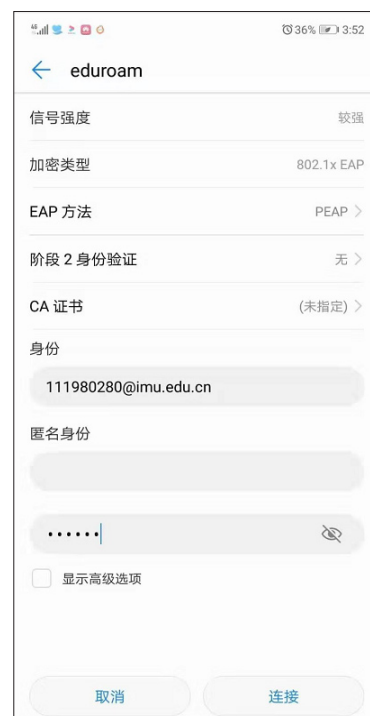 36% 3:52
eduroam
信号强度 较强
加密类型 802.1x EAP
EAP 方法 PEAP
阶段 2 身份验证 无
CA 证书 (未指定)
身份
111980280@imu.edu.cn
匿名身份
••••••
显示高级选项
取消 连接